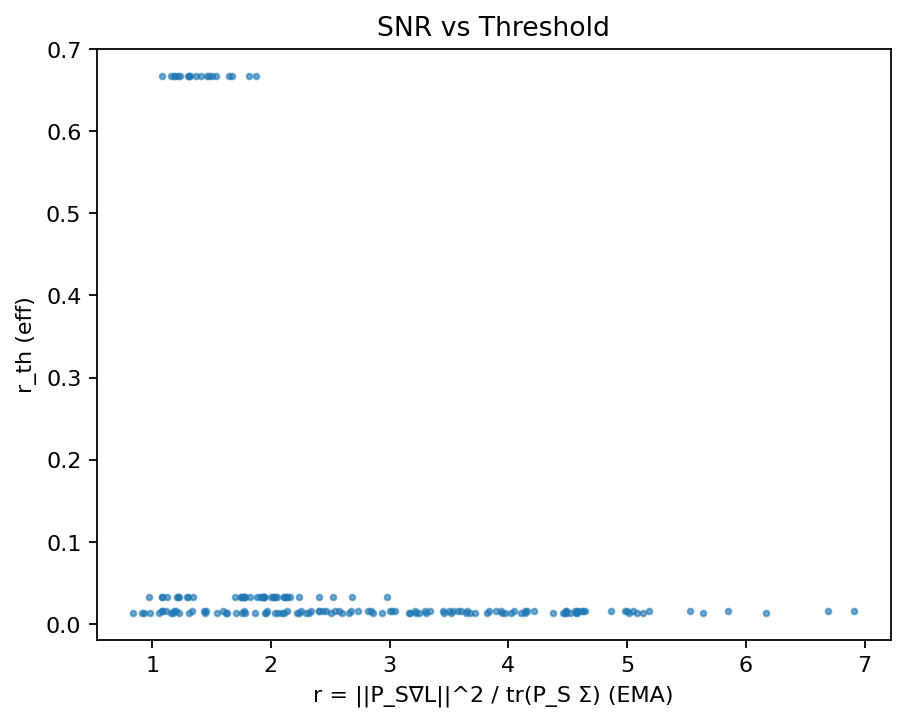 SNR vs Threshold
0.7
0.6
0.5
0.4
0.3
0.2
0.1
0.0
r_th (eff)
1 2 3 4 5 6 7
r = ||P_S∇L||^2 / tr(P_S Σ) (EMA)